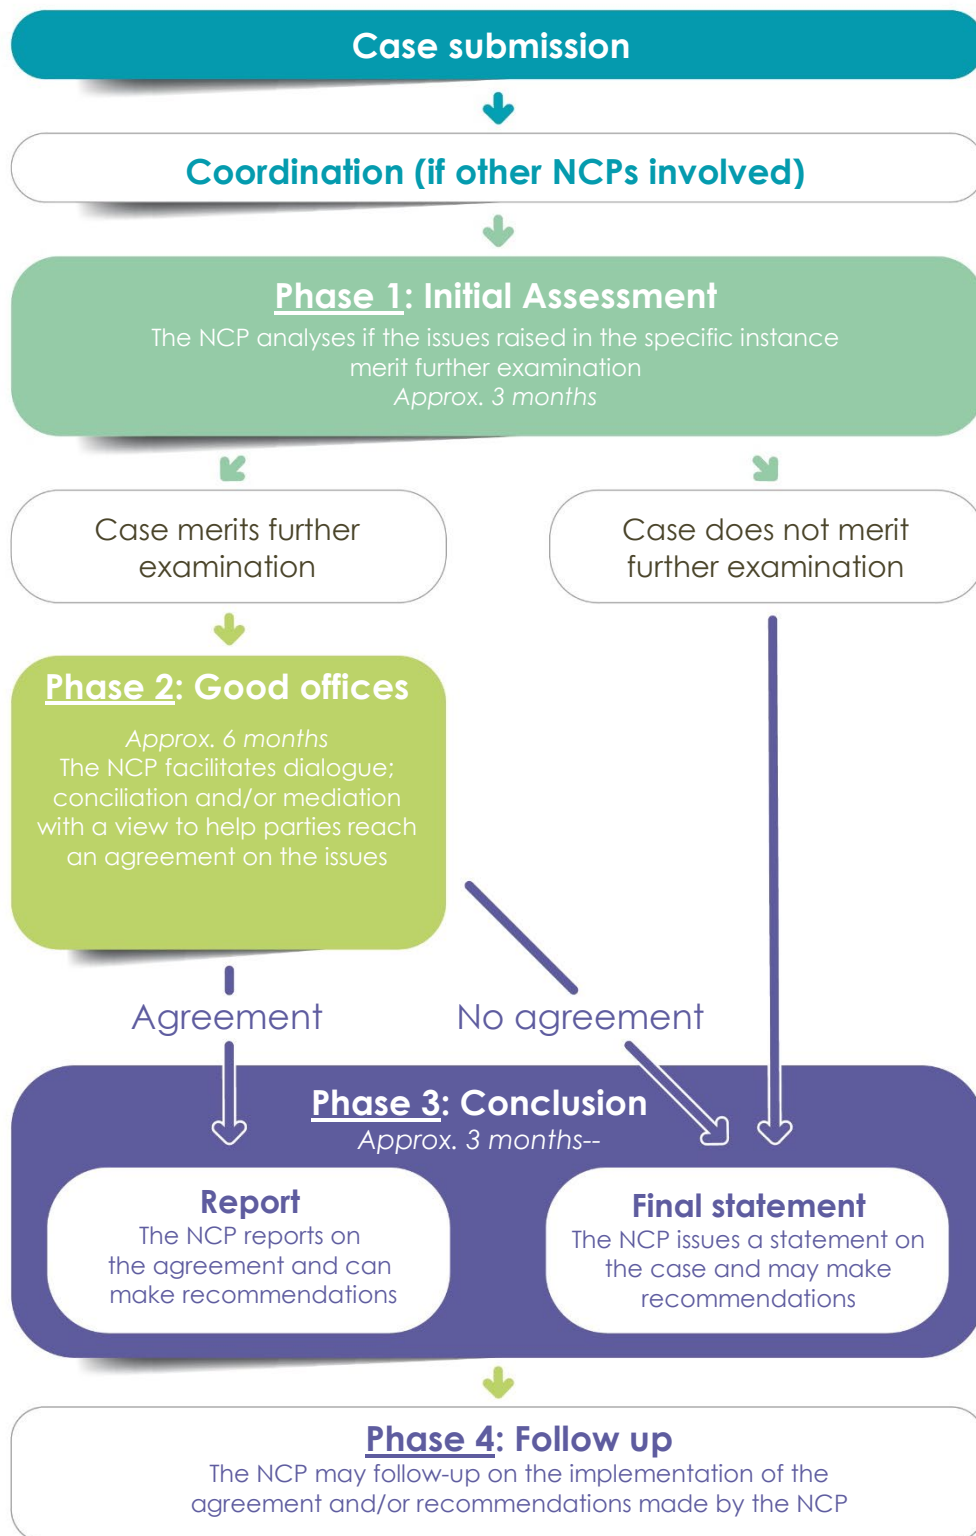 Case submission
Coordination (if other NCPs involved)
Phase 1: Initial Assessment
The NCP analyses if the issues raised in the specific instance
merit further examination
Approx. 3 months
Case merits further
examination
Case does not merit
further examination
Phase 2: Good offices
Approx. 6 months
The NCP facilitates dialogue;
conciliation and/or mediation
with a view to help parties reach
an agreement on the issues
Agreement
No agreement
Phase 3: Conclusion
Approx. 3 months--
Report
The NCP reports on
the agreement and can
make recommendations
Final statement
The NCP issues a statement on
the case and may make
recommendations
Phase 4: Follow up
The NCP may follow-up on the implementation of the
agreement and/or recommendations made by the NCP